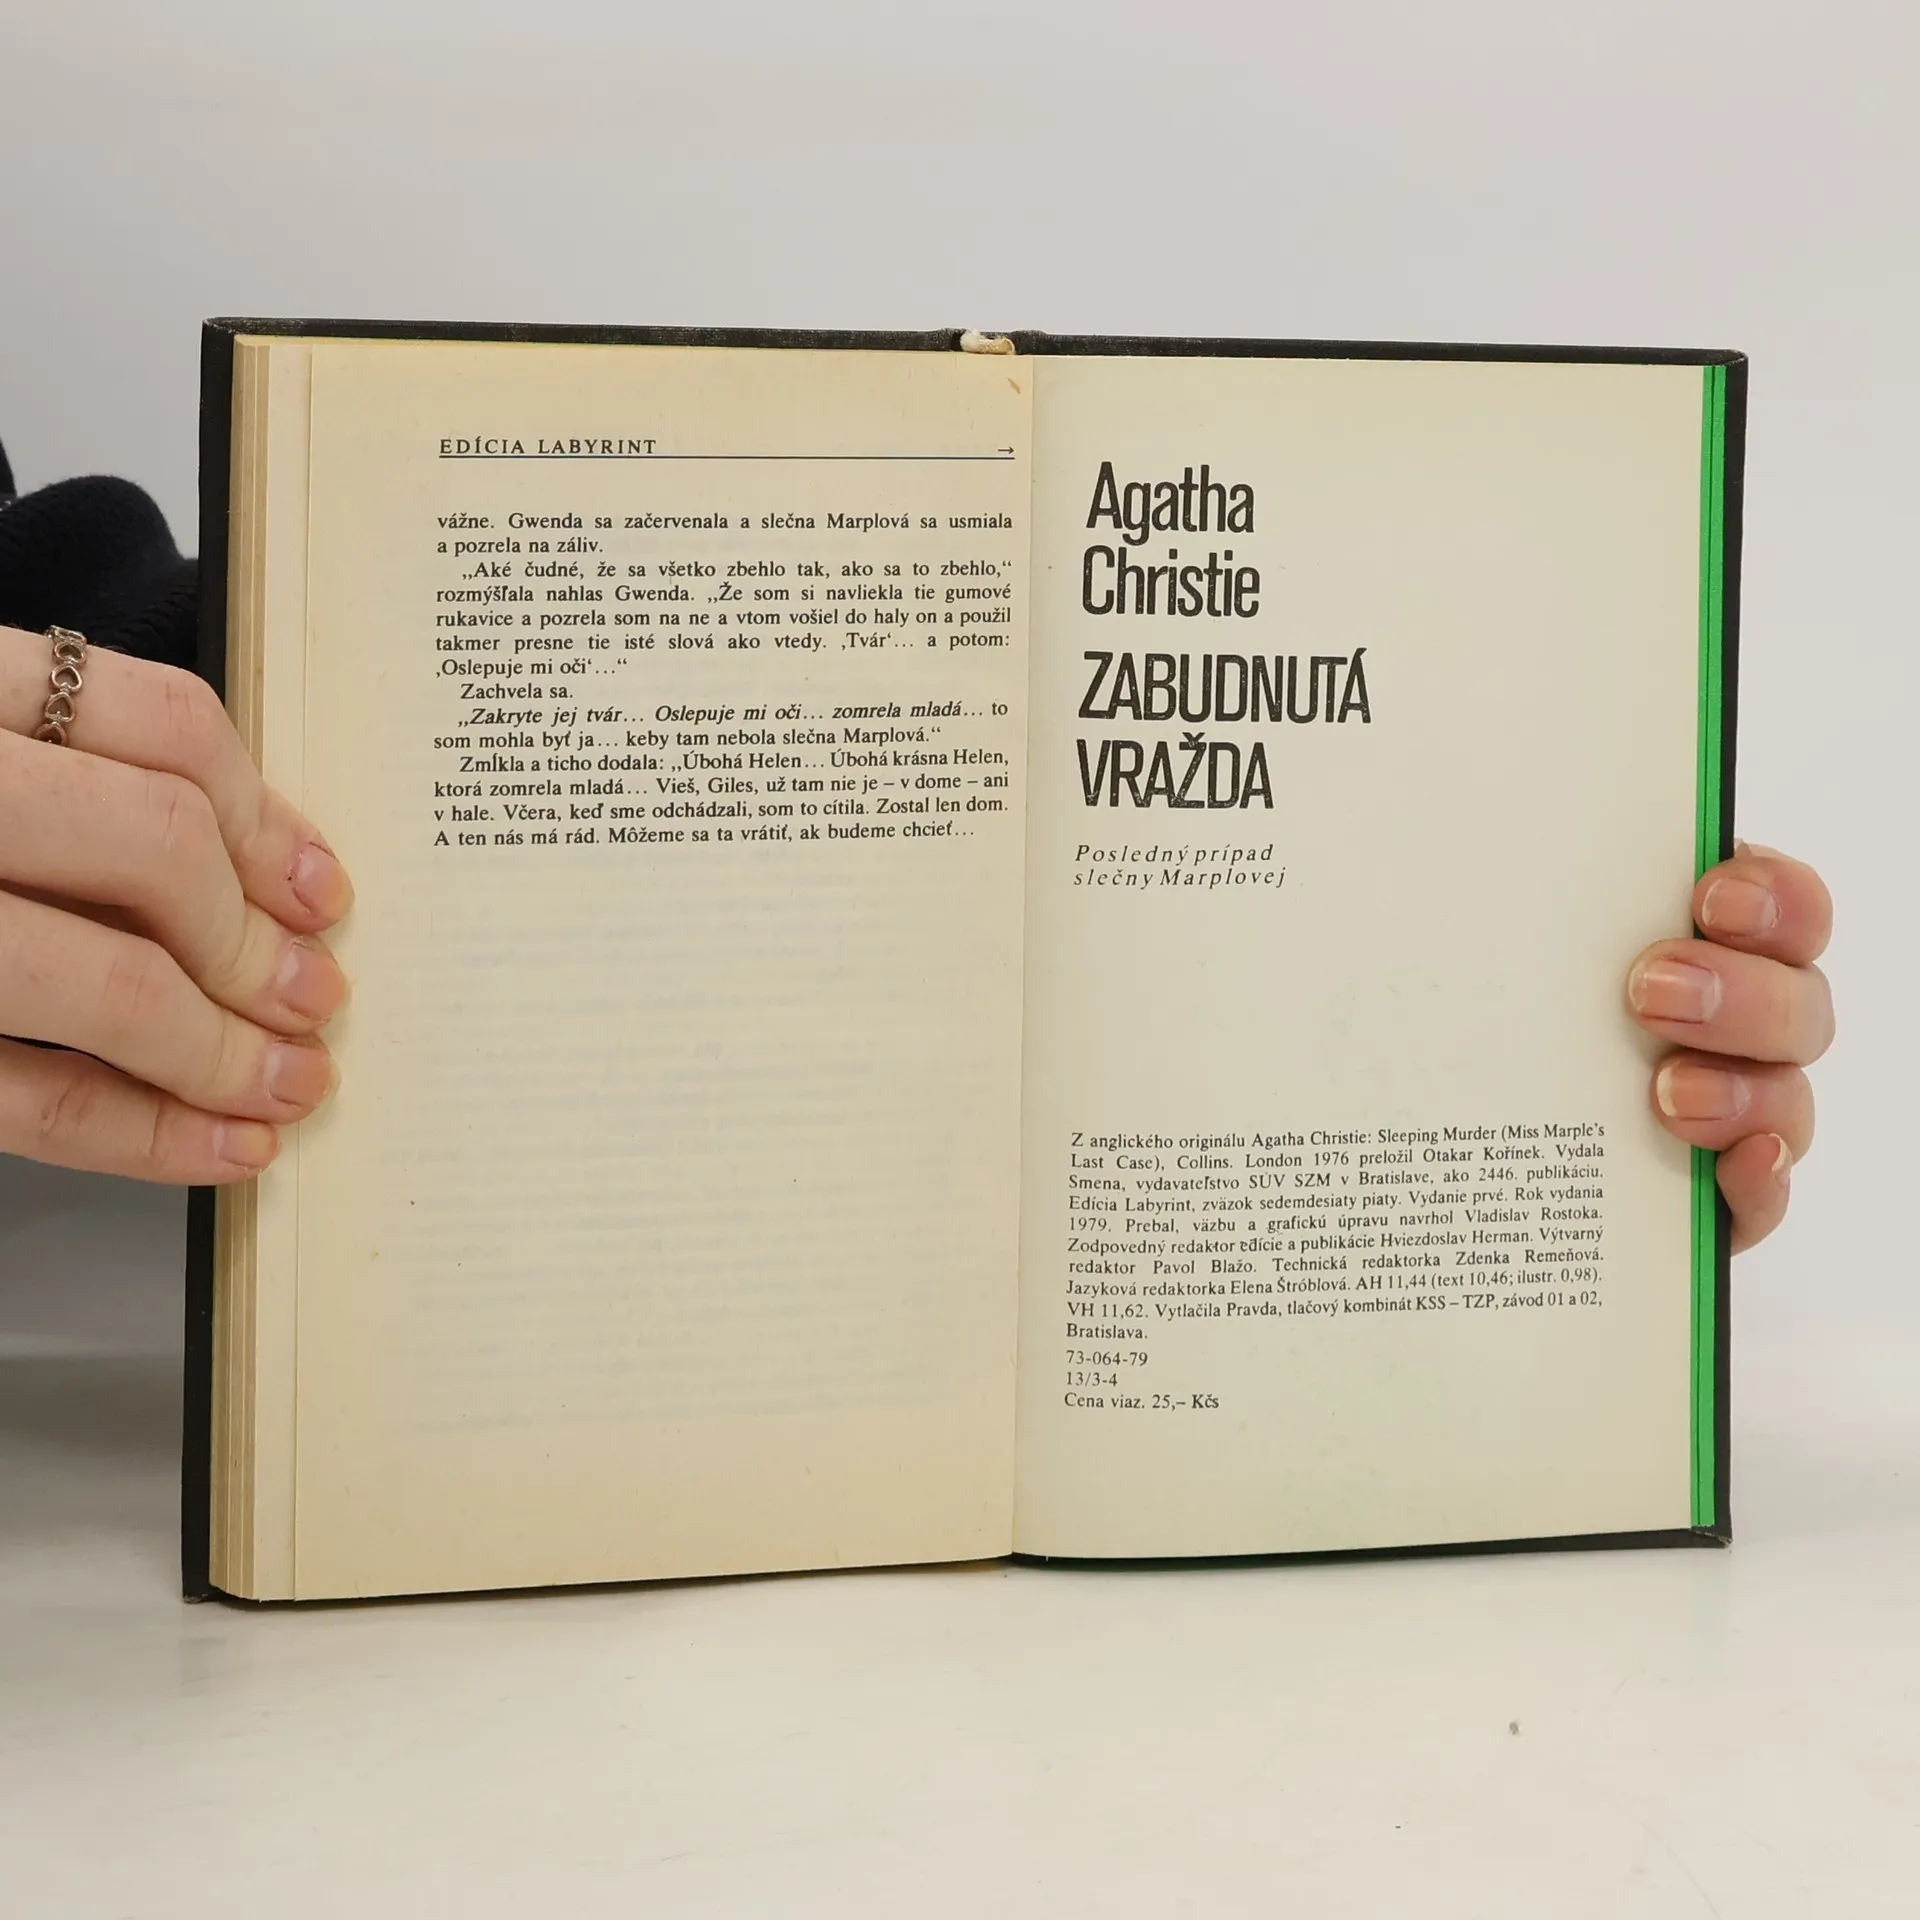 EDÍCIA LABYRINT →
vážne. Gwenda sa začervenala a slečna Marplová sa usmiala
a pozrela na záliv.
„Aké čudné, že sa všetko zbehlo tak, ako sa to zbehlo,“
rozmýšľala nahlas Gwenda. „Že som si navliekla tie gumové
rukavice a pozrela som na ne a vtom vošiel do haly on a použil
takmer presne tie isté slová ako vtedy. ‚Tvár‘... a potom:
‚Oslepuje mi oči‘...“
Zachvela sa.
„Zakryte jej tvár... Oslepuje mi oči... zomrela mladá... to
som mohla byť ja... keby tam nebola slečna Marplová.“
Zmĺkla a ticho dodala: „Úbohá Helen... Úbohá krásna Helen,
ktorá zomrela mladá... Vieš, Giles, už tam nie je – v dome – ani
v hale. Včera, keď sme odchádzali, som to cítila. Zostal len dom.
A ten nás má rád. Môžeme sa ta vrátiť, ak budeme chcieť...
Agatha
Christie
ZABUDNUTÁ
VRAŽDA
Posledný prípad
slečny Marplovej
Z anglického originálu Agatha Christie: Sleeping Murder (Miss Marple's
Last Case), Collins. London 1976 preložil Otakar Kořínek. Vydala
Smena, vydavateľstvo SÚV SZM v Bratislave, ako 2446. publikáciu.
Edícia Labyrint, zväzok sedemdesiaty piaty. Vydanie prvé. Rok vydania
1979. Prebal, väzbu a grafickú úpravu navrhol Vladislav Rostoka.
Zodpovedný redaktor edície a publikácie Hviezdoslav Herman. Výtvarný
redaktor Pavol Blažo. Technická redaktorka Zdenka Remeňová.
Jazyková redaktorka Elena Štróblová. AH 11,44 (text 10,46; ilustr. 0,98).
VH 11,62. Vytlačila Pravda, tlačový kombinát KSS – TZP, závod 01 a 02,
Bratislava.
73-064-79
13/3-4
Cena viaz. 25,– Kčs